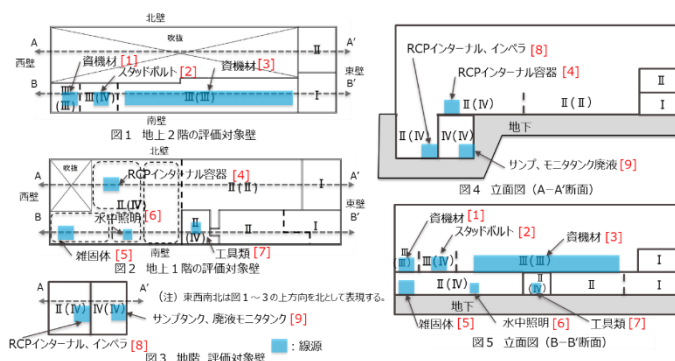 北壁
A
A'
吹抜
Ⅱ
西壁
東壁
資機材 [1]
スタッドボルト [2]
資機材 [3]
B
B'
Ⅲ
(Ⅲ)
Ⅲ(Ⅳ)
Ⅲ(Ⅲ)
Ⅰ
南壁
図1 地上2階の評価対象壁
北壁
吹抜
RCPインターナル容器 [4]
A
A'
Ⅱ(Ⅱ)
Ⅰ
西壁
Ⅱ(Ⅳ)
東壁
水中照明 [6]
B
B'
Ⅱ
(Ⅳ)
Ⅱ
雑固体 [5]
南壁
工具類 [7]
図2 地上1階の評価対象壁
A
A'
(注)東西南北は図1~3の上方向を北として表現する。
Ⅱ(Ⅳ)
Ⅳ(Ⅳ)
サンプタンク、廃液モニタタンク [9]
RCPインターナル、インペラ [8]
図3 地階 評価対象壁
:線源
RCPインターナル、インペラ [8]
RCPインターナル容器 [4]
Ⅱ
Ⅱ(Ⅳ)
Ⅱ(Ⅱ)
Ⅰ
地下
Ⅱ(Ⅳ)
Ⅳ(Ⅳ)
サンプ、モニタタンク廃液 [9]
図4 立面図(A-A'断面)
資機材 [1]
スタッドボルト [2]
資機材 [3]
Ⅲ
(Ⅲ)
Ⅲ(Ⅳ)
Ⅲ(Ⅲ)
Ⅰ
Ⅱ(Ⅳ)
Ⅱ
(Ⅳ)
Ⅱ
Ⅰ
地下
雑固体 [5]
水中照明 [6]
工具類 [7]
図5 立面図(B-B'断面)